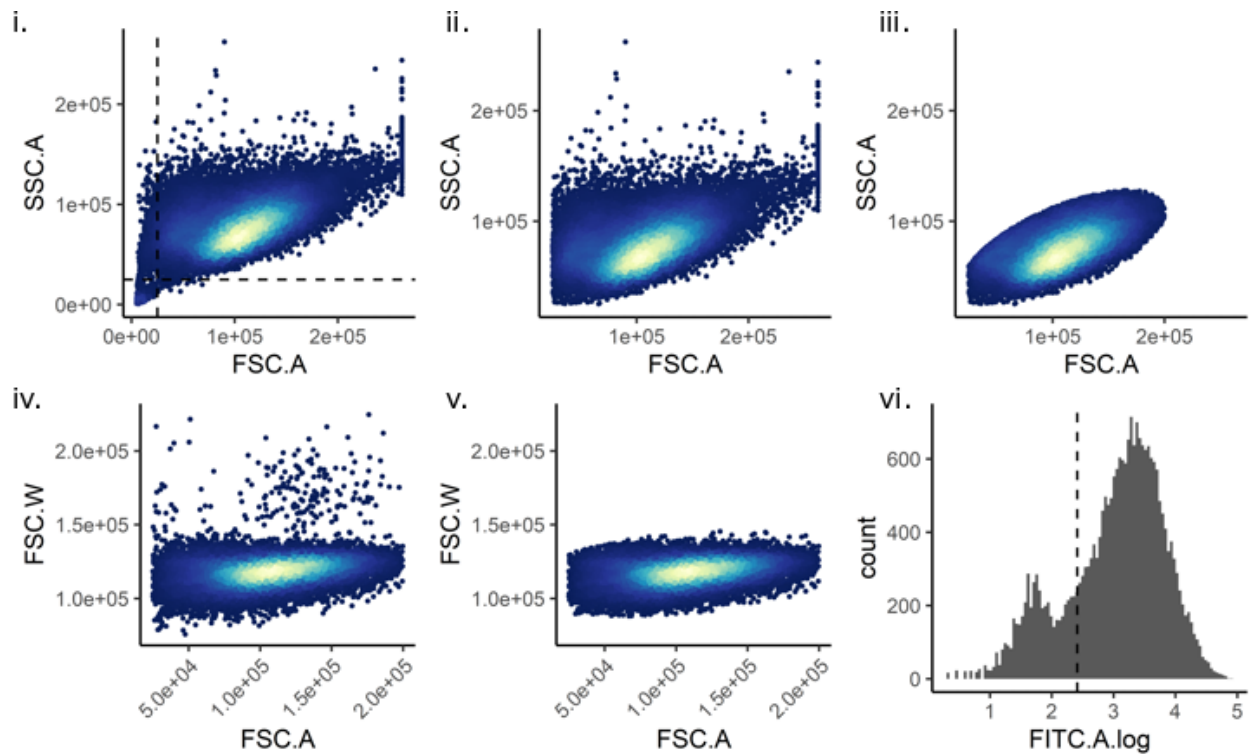 i.
SSC.A
2e+05
1e+05
0e+00
0e+00 1e+05 2e+05
FSC.A
ii.
SSC.A
2e+05
1e+05
1e+05 2e+05
FSC.A
iii.
SSC.A
2e+05
1e+05
1e+05 2e+05
FSC.A
iv.
FSC.W
2.0e+05
1.5e+05
1.0e+05
5.0e+04 1.0e+05 1.5e+05 2.0e+05
FSC.A
v.
FSC.W
2.0e+05
1.5e+05
1.0e+05
5.0e+04 1.0e+05 1.5e+05 2.0e+05
FSC.A
vi.
count
600
400
200
0
1 2 3 4 5
FITC.A.log